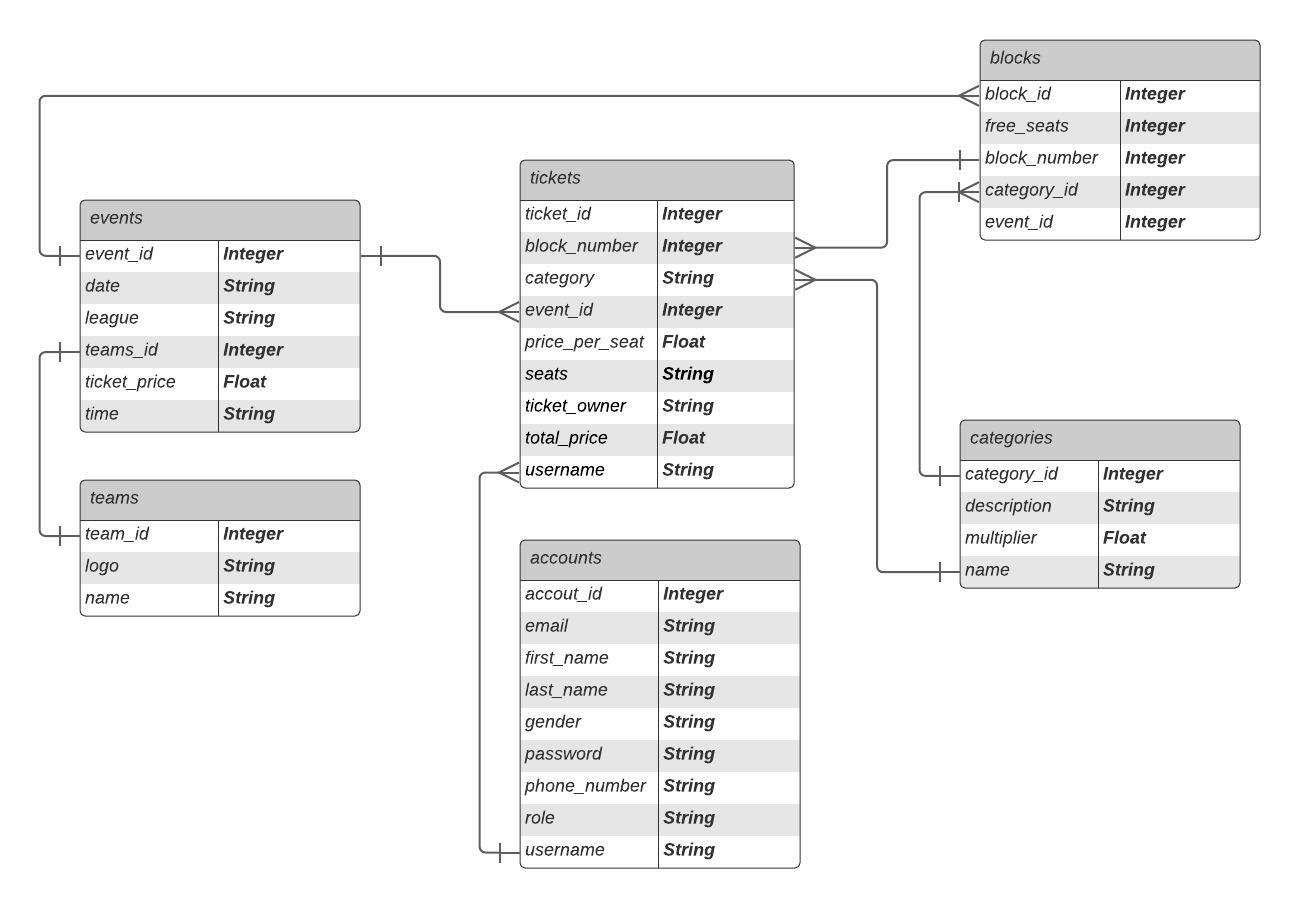 blocks
block_id Integer
free_seats Integer
block_number Integer
category_id Integer
event_id Integer
tickets
ticket_id Integer
block_number Integer
category String
event_id Integer
price_per_seat Float
seats String
ticket_owner String
total_price Float
username String
events
event_id Integer
date String
league String
teams_id Integer
ticket_price Float
time String
teams
team_id Integer
logo String
name String
categories
category_id Integer
description String
multiplier Float
name String
accounts
accout_id Integer
email String
first_name String
last_name String
gender String
password String
phone_number String
role String
username String